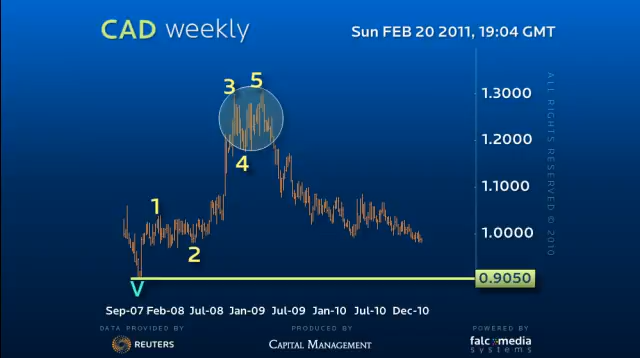 CAD weekly
Sun FEB 20 2011, 19:04 GMT
3 5
1.3000
1.2000
4
1.1000
1
1.0000
2
0.9050
V
Sep-07 Feb-08 Jul-08 Jan-09 Jul-09 Jan-10 Jul-10 Dec-10
ALL RIGHTS RESERVED © 2010
DATA PROVIDED BY
REUTERS
PRODUCED BY
CAPITAL MANAGEMENT
POWERED BY
falc media
systems